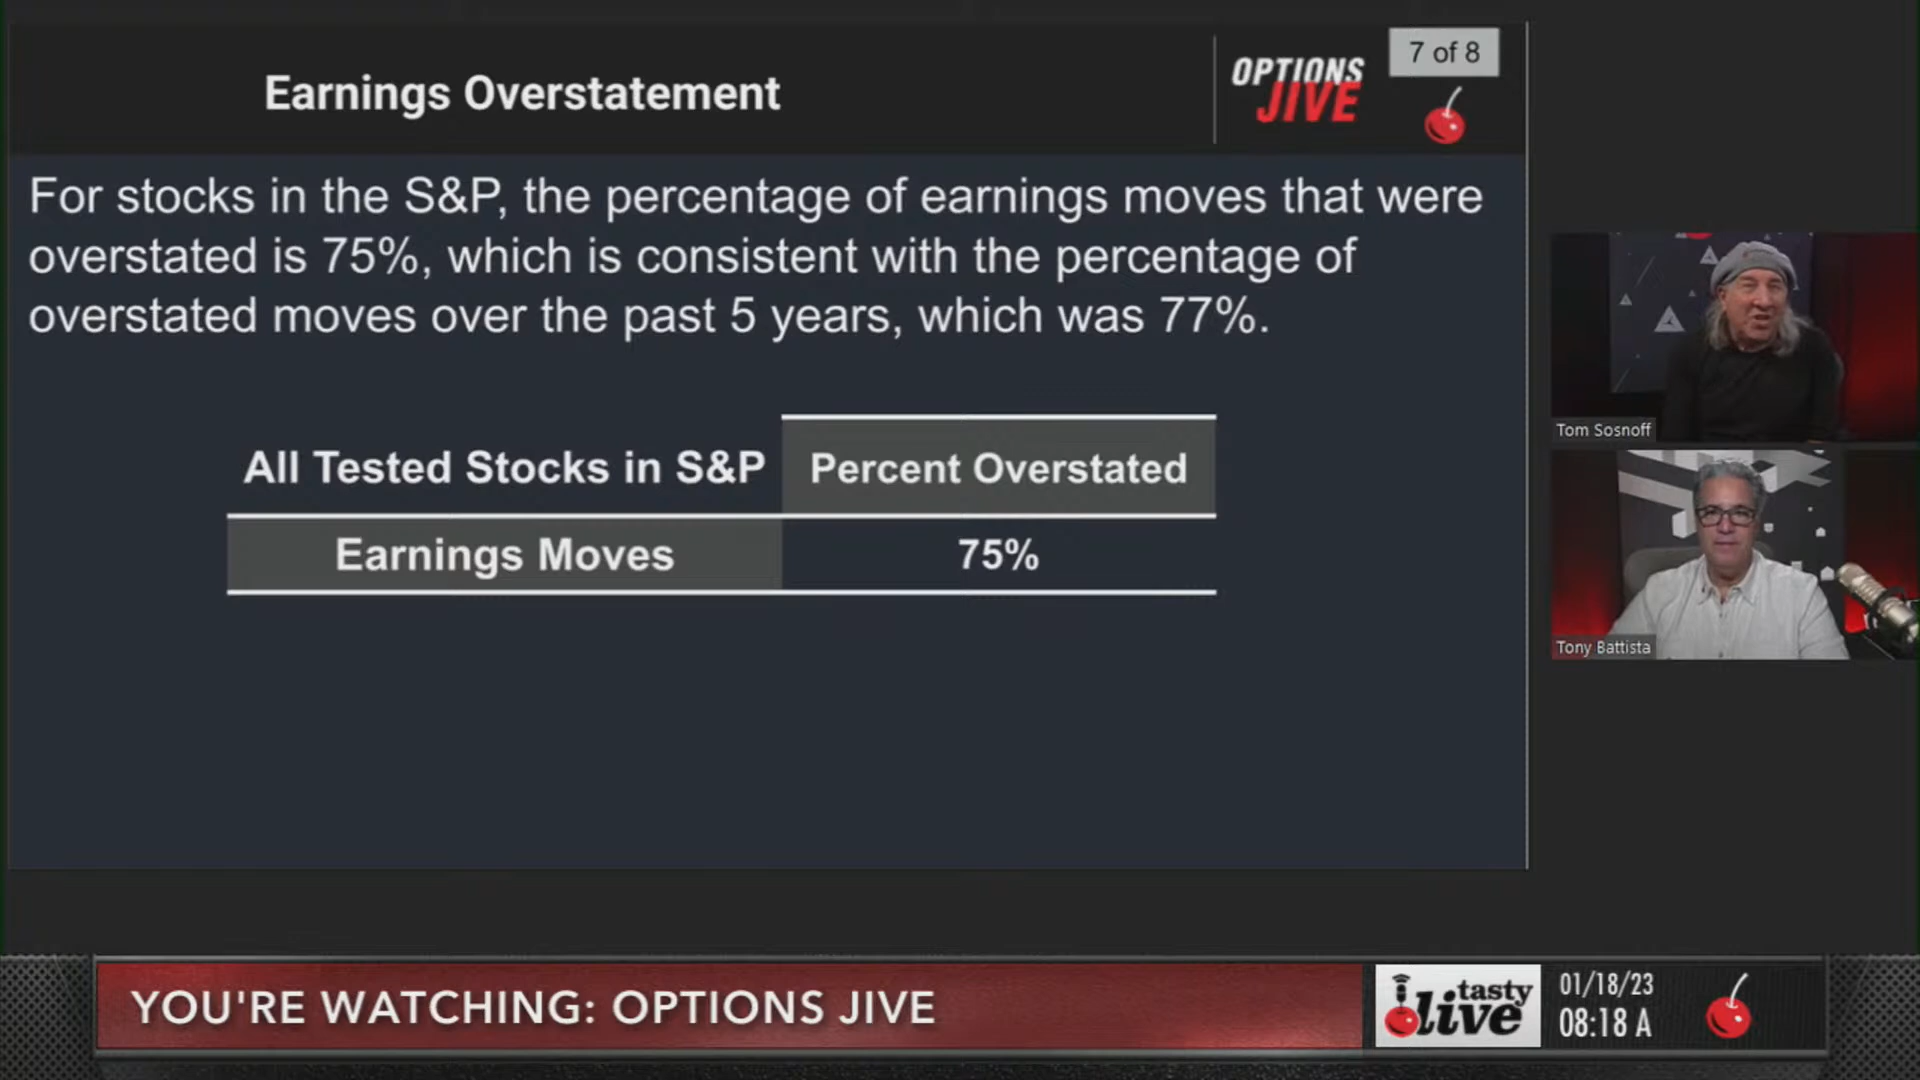 Earnings Overstatement
OPTIONS
JIVE
7 of 8
For stocks in the S&P, the percentage of earnings moves that were
overstated is 75%, which is consistent with the percentage of
overstated moves over the past 5 years, which was 77%.
All Tested Stocks in S&P Percent Overstated
Earnings Moves 75%
Tom Sosnoff
Tony Battista
YOU'RE WATCHING: OPTIONS JIVE
tasty
live
01/18/23
08:18 A